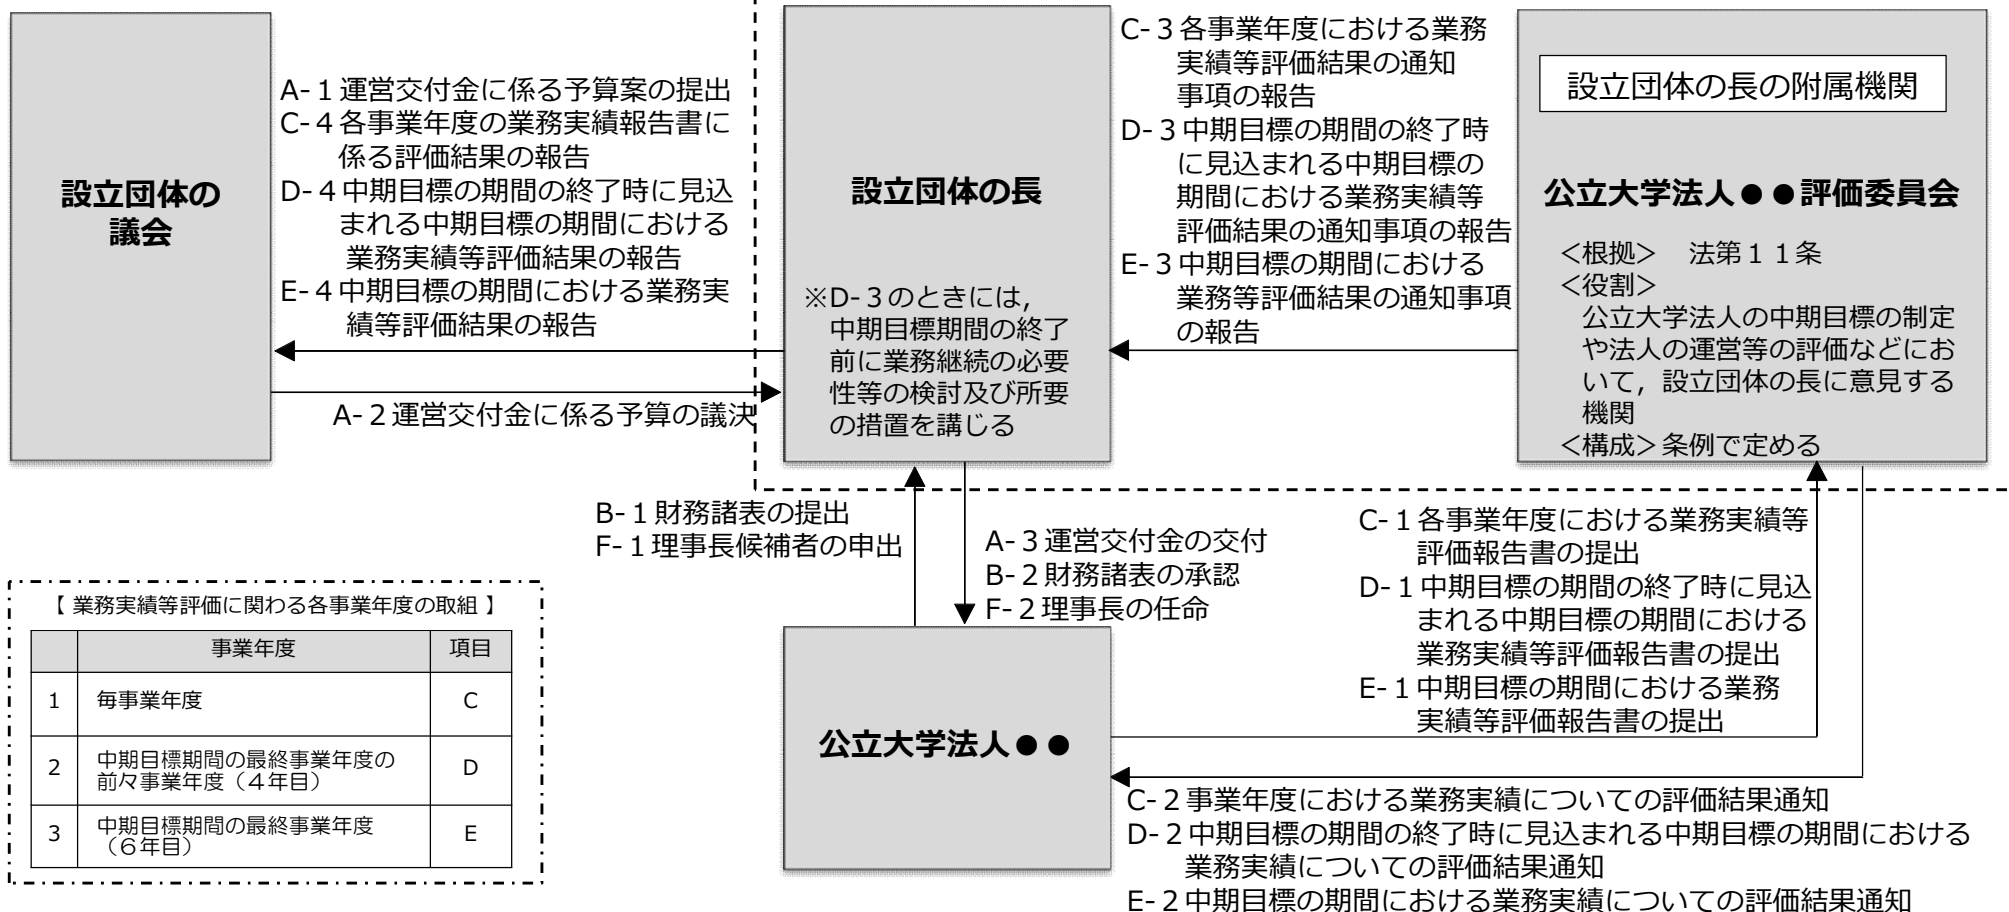 設立団体の
議会
A-1運営交付金に係る予算案の提出
C-4各事業年度の業務実績報告書に
係る評価結果の報告
D-4中期目標の期間の終了時に見込
まれる中期目標の期間における
業務実績等評価結果の報告
E-4中期目標の期間における業務実
績等評価結果の報告
A-2運営交付金に係る予算の議決
設立団体の長
※D-3のときには，
中期目標期間の終了
前に業務継続の必要
性等の検討及び所要
の措置を講じる
C-3各事業年度における業務
実績等評価結果の通知
事項の報告
D-3中期目標の期間の終了時
に見込まれる中期目標の
期間における業務実績等
評価結果の通知事項の報告
E-3中期目標の期間における
業務等評価結果の通知事項
の報告
設立団体の長の附属機関
公立大学法人●●評価委員会
＜根拠＞　法第１１条
＜役割＞
公立大学法人の中期目標の制定
や法人の運営等の評価などにお
いて，設立団体の長に意見する
機関
＜構成＞条例で定める
B-1財務諸表の提出
F-1理事長候補者の申出
A-3運営交付金の交付
B-2財務諸表の承認
F-2理事長の任命
C-1各事業年度における業務実績等
評価報告書の提出
D-1中期目標の期間の終了時に見込
まれる中期目標の期間における
業務実績等評価報告書の提出
E-1中期目標の期間における業務
実績等評価報告書の提出
【 業務実績等評価に関わる各事業年度の取組 】
事業年度 項目
1 毎事業年度 C
2 中期目標期間の最終事業年度の
前々事業年度（４年目） D
3 中期目標期間の最終事業年度
（６年目） E
公立大学法人●●
C-2事業年度における業務実績についての評価結果通知
D-2中期目標の期間の終了時に見込まれる中期目標の期間における
業務実績についての評価結果通知
E-2中期目標の期間における業務実績についての評価結果通知